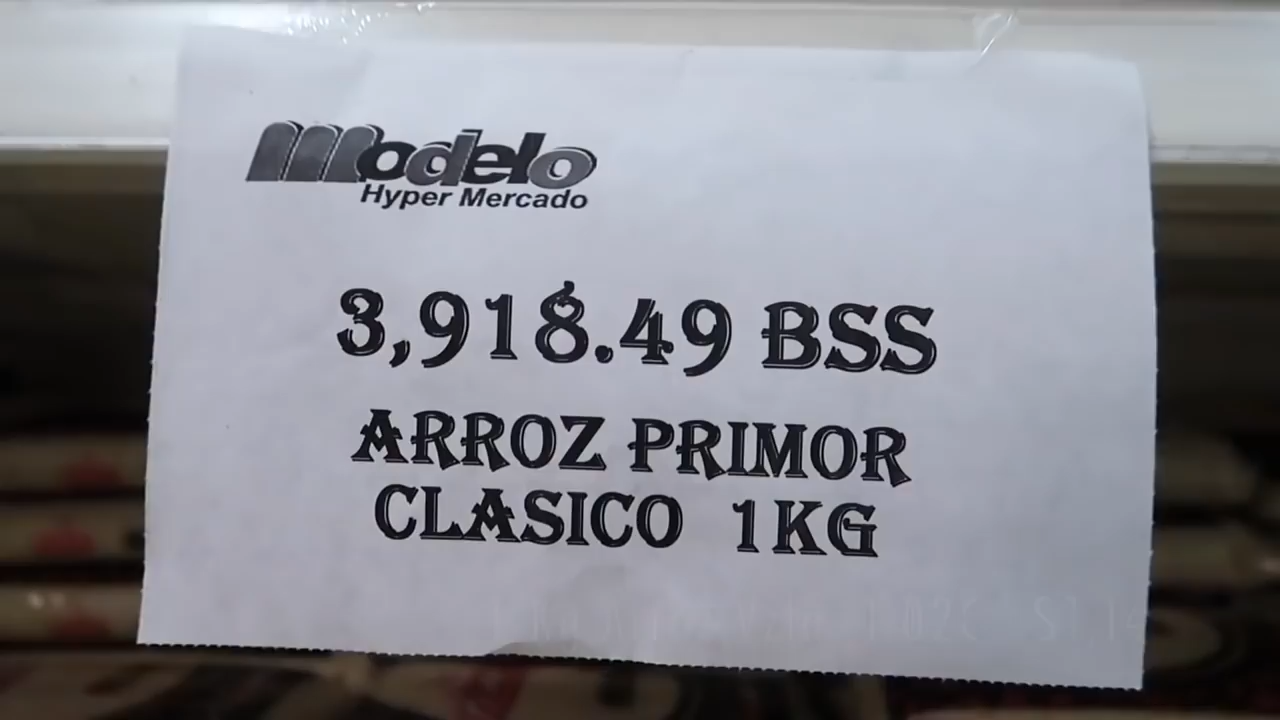 Modelo
Hyper Mercado
3,918.49 BSS
ARROZ PRIMOR
CLASICO 1KG